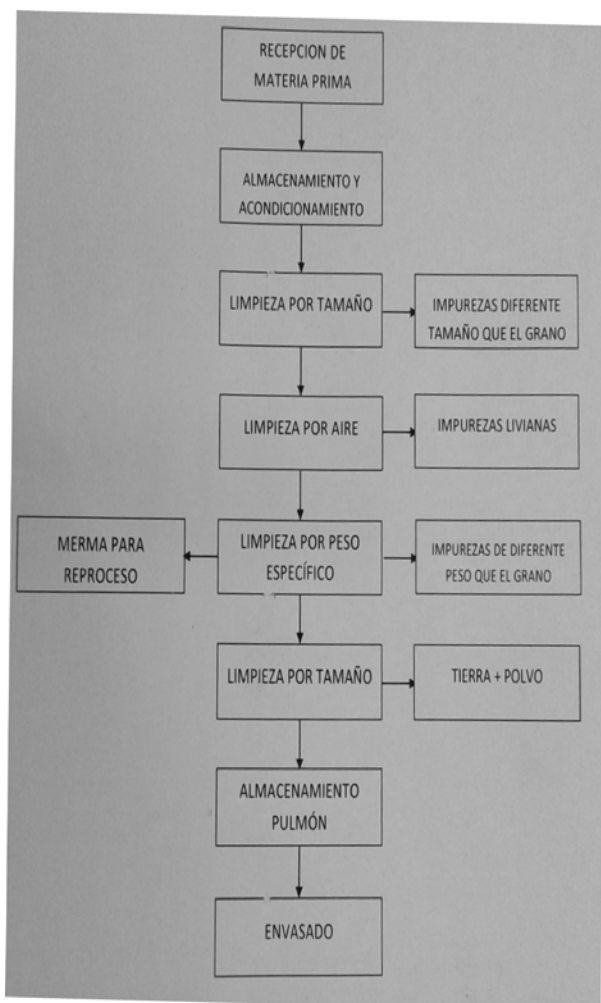 RECEPCION DE
MATERIA PRIMA
ALMACENAMIENTO Y
ACONDICIONAMIENTO
LIMPIEZA POR TAMAÑO
IMPUREZAS DIFERENTE
TAMAÑO QUE EL GRANO
LIMPIEZA POR AIRE
IMPUREZAS LIVIANAS
MERMA PARA
REPROCESO
LIMPIEZA POR PESO
ESPECÍFICO
IMPUREZAS DE DIFERENTE
PESO QUE EL GRANO
LIMPIEZA POR TAMAÑO
TIERRA + POLVO
ALMACENAMIENTO
PULMÓN
ENVASADO